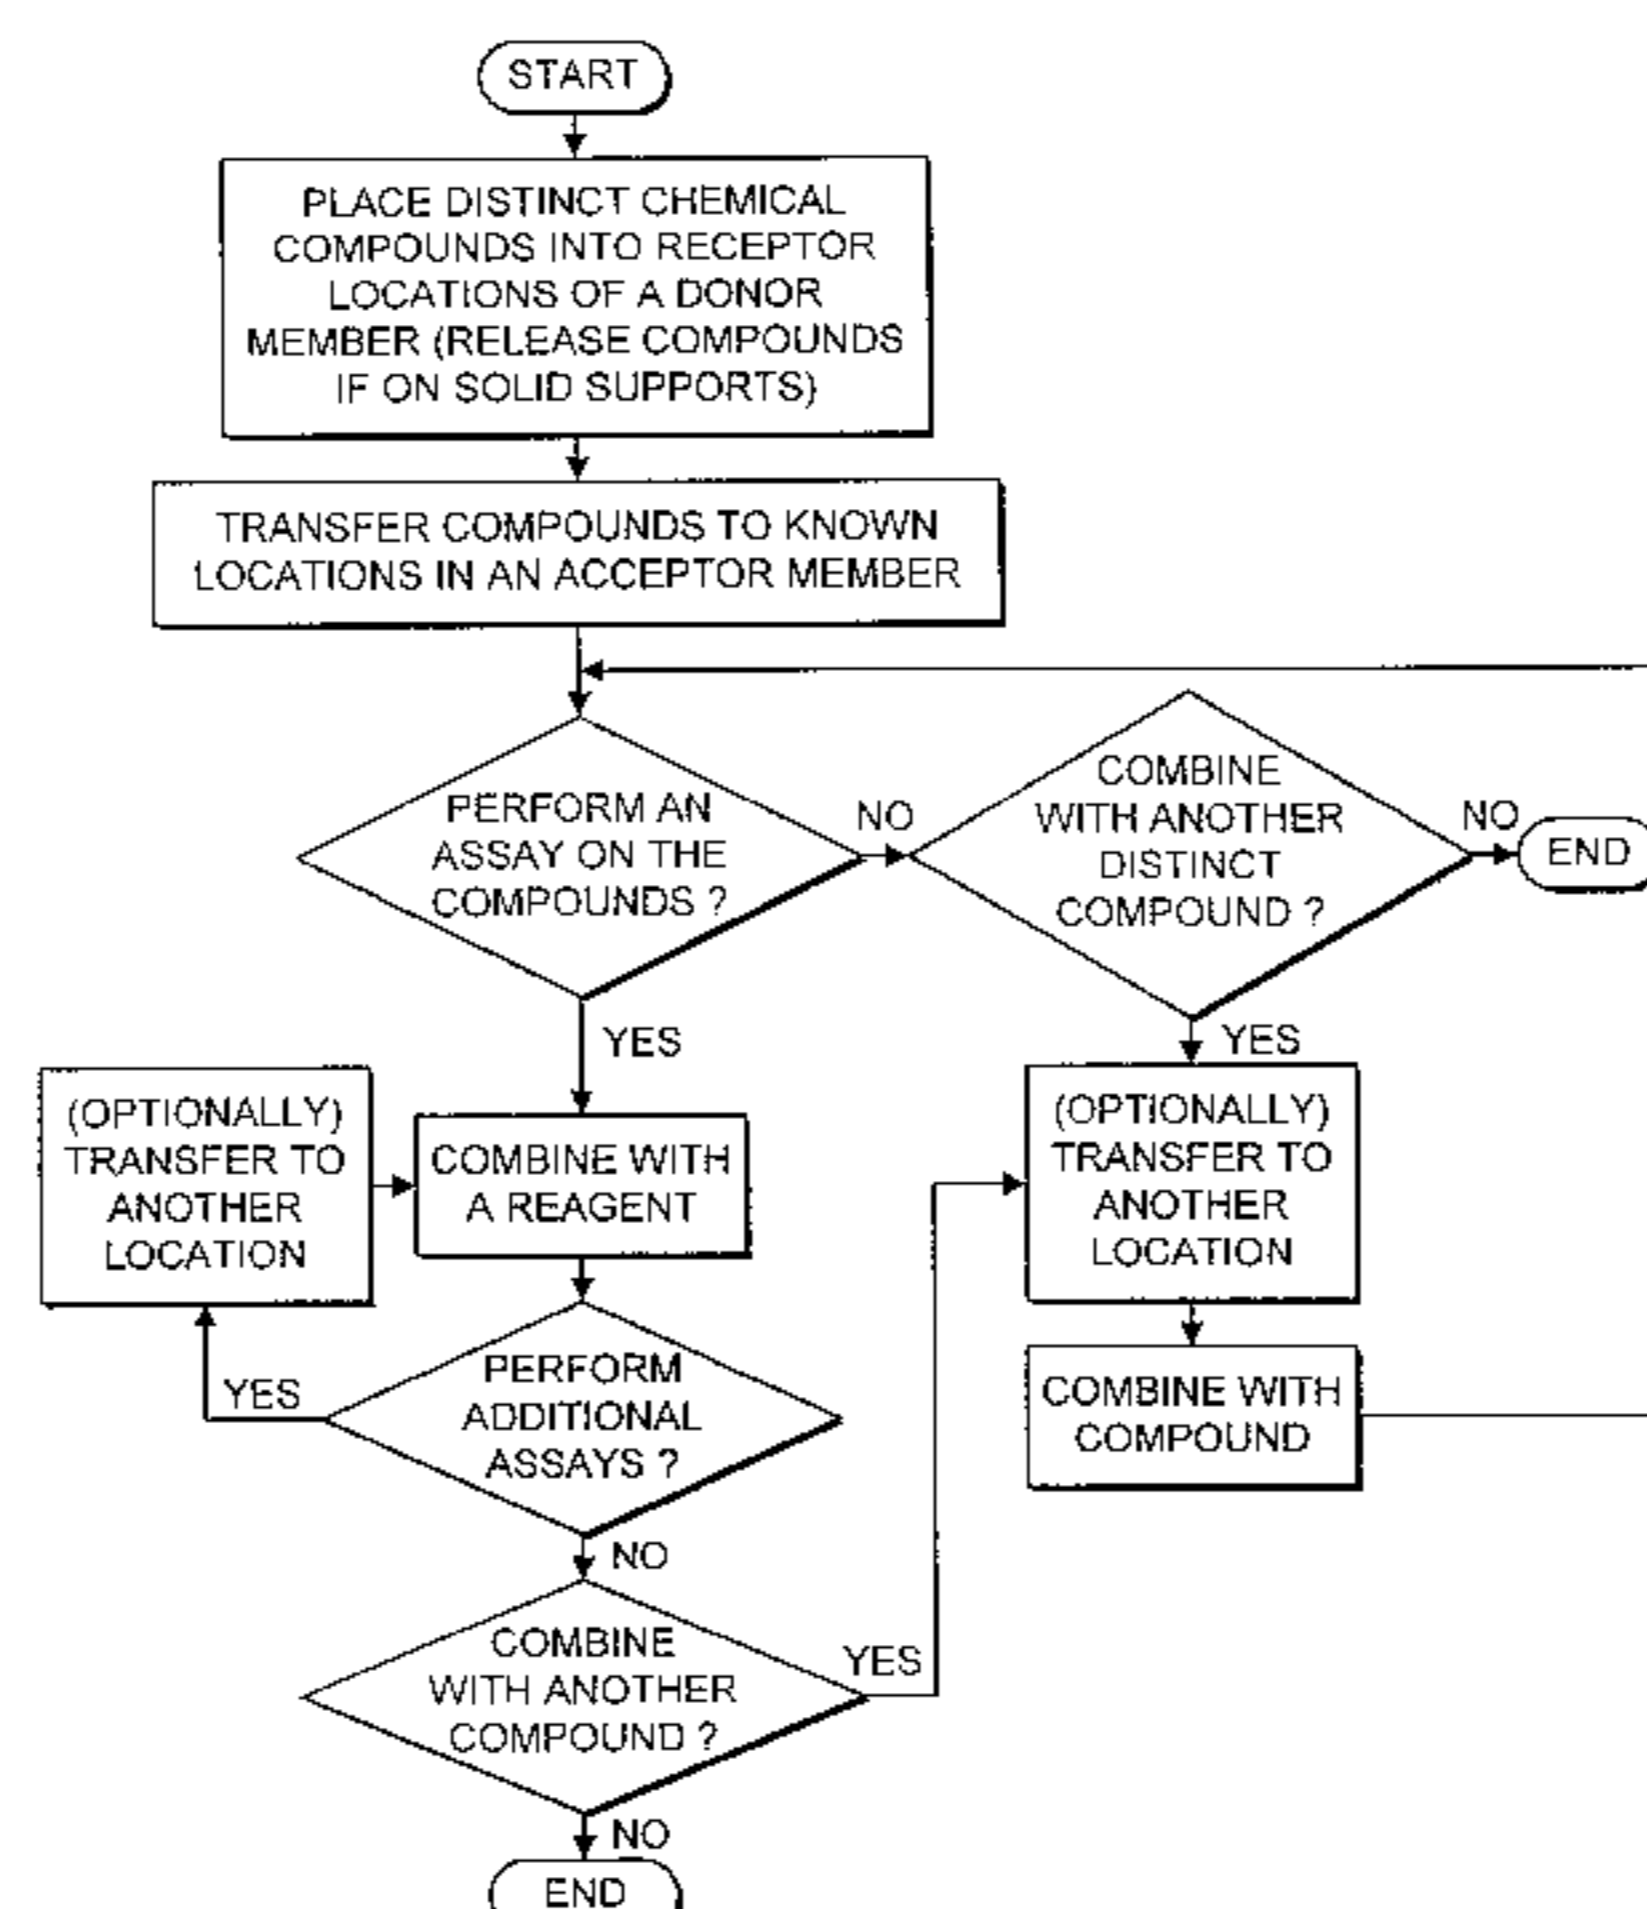 START
PLACE DISTINCT CHEMICAL
COMPOUNDS INTO RECEPTOR
LOCATIONS OF A DONOR
MEMBER (RELEASE COMPOUNDS
IF ON SOLID SUPPORTS)
TRANSFER COMPOUNDS TO KNOWN
LOCATIONS IN AN ACCEPTOR MEMBER
PERFORM AN
ASSAY ON THE
COMPOUNDS ?
NO
COMBINE
WITH ANOTHER
DISTINCT
COMPOUND ?
NO
END
YES
YES
(OPTIONALLY)
TRANSFER TO
ANOTHER
LOCATION
COMBINE WITH
A REAGENT
(OPTIONALLY)
TRANSFER TO
ANOTHER
LOCATION
PERFORM
ADDITIONAL
ASSAYS ?
YES
COMBINE WITH
COMPOUND
NO
COMBINE
WITH ANOTHER
COMPOUND ?
YES
NO
END